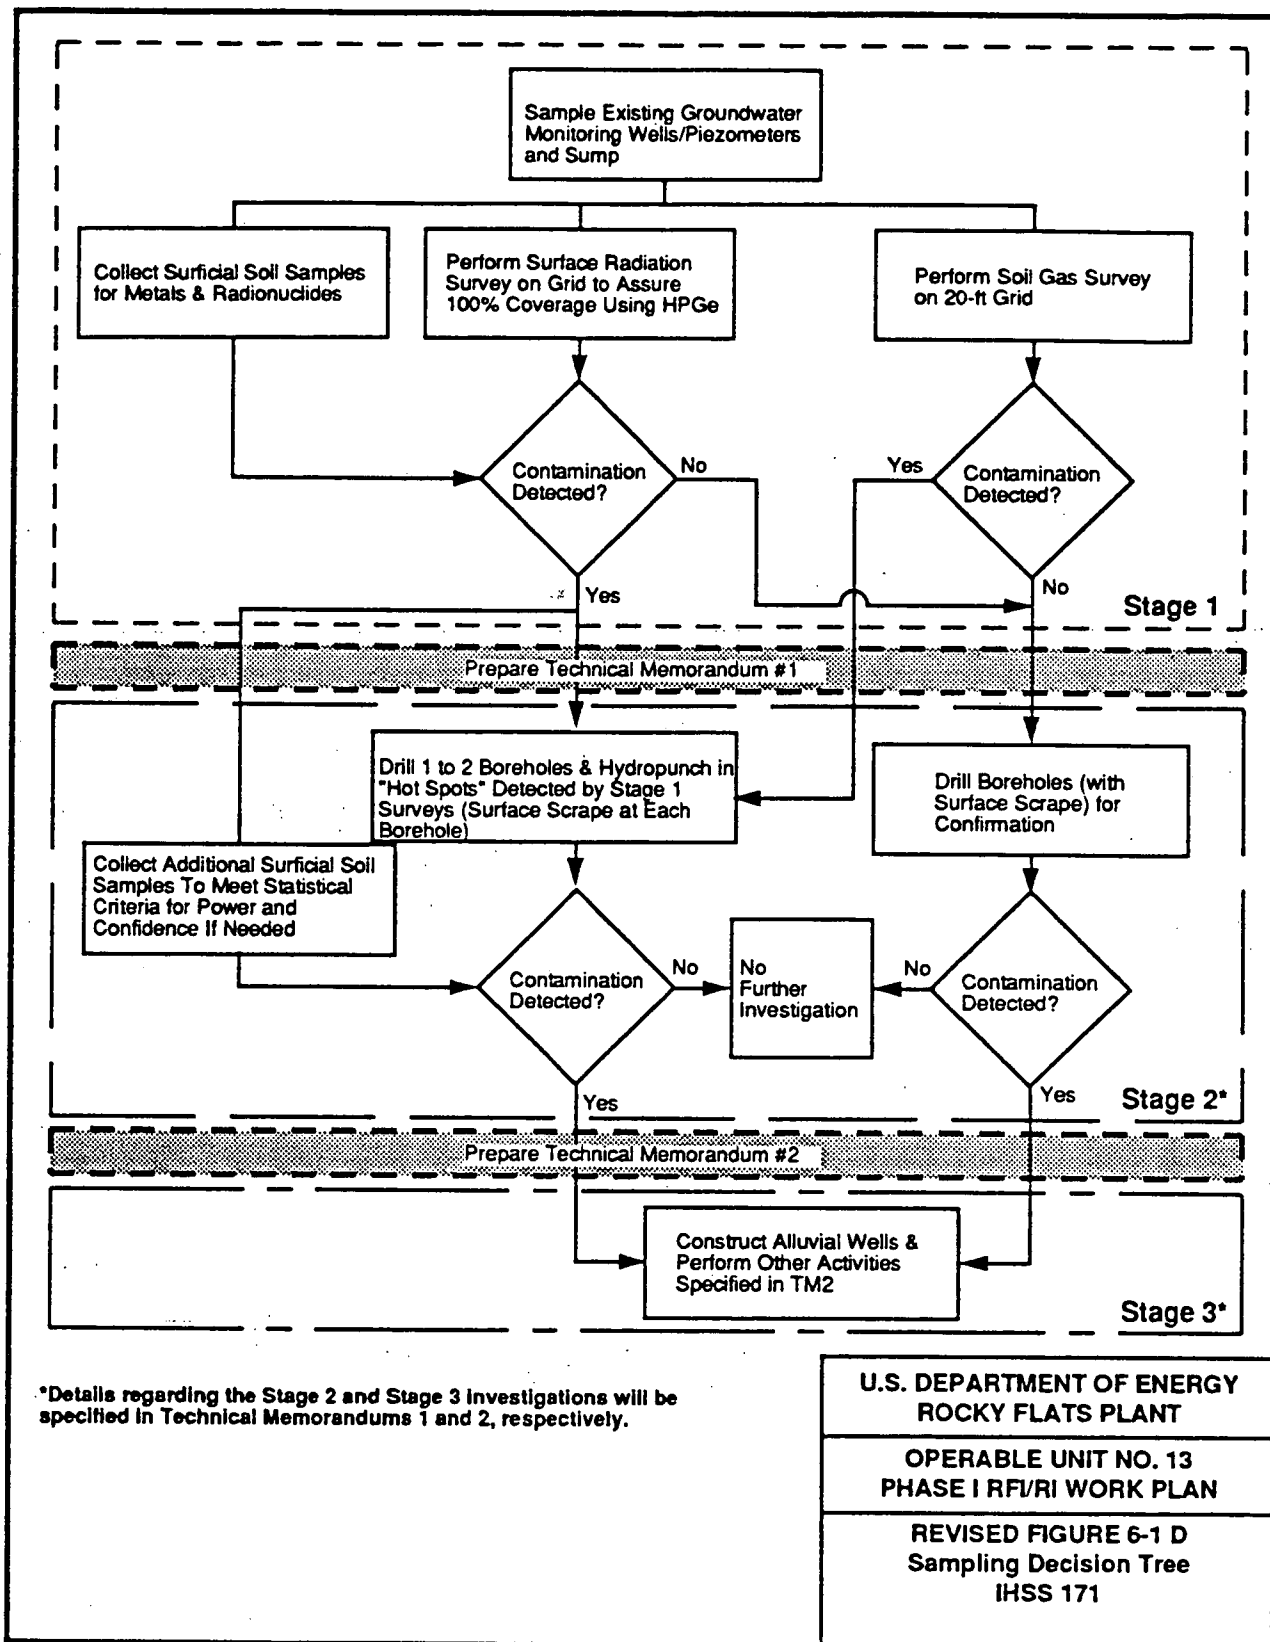 Sample Existing Groundwater
Monitoring Wells/Piezometers
and Sump
Collect Surficial Soil Samples
for Metals & Radionuclides
Perform Surface Radiation
Survey on Grid to Assure
100% Coverage Using HPGe
Perform Soil Gas Survey
on 20-ft Grid
Contamination
Detected?
No
Yes
Contamination
Detected?
Yes
No
Stage 1
Prepare Technical Memorandum #1
Drill 1 to 2 Boreholes & Hydropunch in
"Hot Spots" Detected by Stage 1
Surveys (Surface Scrape at Each
Borehole)
Drill Boreholes (with
Surface Scrape) for
Confirmation
Collect Additional Surficial Soil
Samples To Meet Statistical
Criteria for Power and
Confidence If Needed
Contamination
Detected?
No
No
Further
Investigation
No
Contamination
Detected?
Yes
Yes
Stage 2*
Prepare Technical Memorandum #2
Construct Alluvial Wells &
Perform Other Activities
Specified in TM2
Stage 3*
*Details regarding the Stage 2 and Stage 3 investigations will be
specified in Technical Memorandums 1 and 2, respectively.
U.S. DEPARTMENT OF ENERGY
ROCKY FLATS PLANT
OPERABLE UNIT NO. 13
PHASE I RFI/RI WORK PLAN
REVISED FIGURE 6-1 D
Sampling Decision Tree
IHSS 171